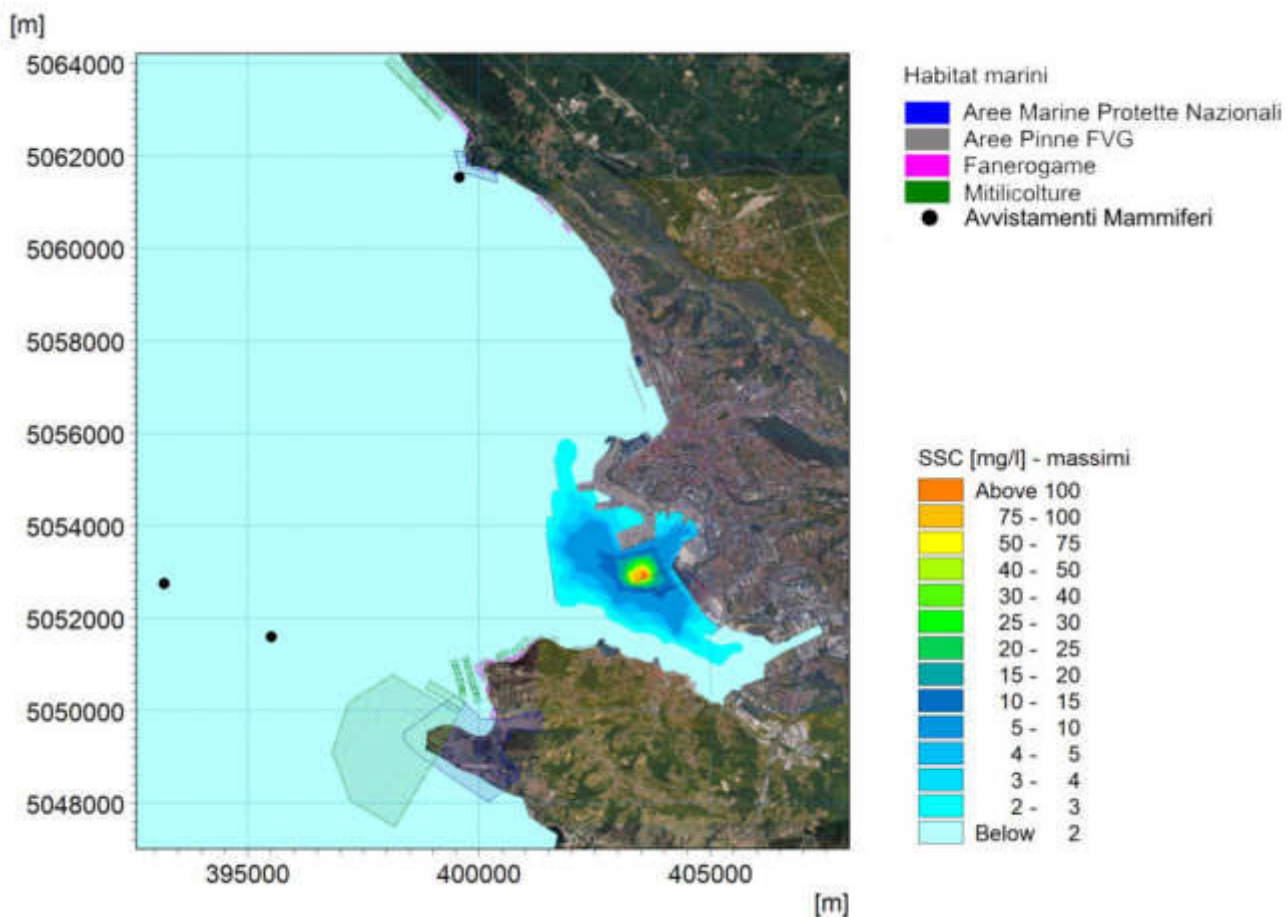 [m]
5064000
5062000
5060000
5058000
5056000
5054000
5052000
5050000
5048000
395000
400000
405000
[m]
Habitat marini
Aree Marine Protette Nazionali
Aree Pinne FVG
Fanerogame
Mitilicolture
Avvistamenti Mammiferi
SSC [mg/l] - massimi
Above 100
75 - 100
50 - 75
40 - 50
30 - 40
25 - 30
20 - 25
15 - 20
10 - 15
5 - 10
4 - 5
3 - 4
2 - 3
Below 2